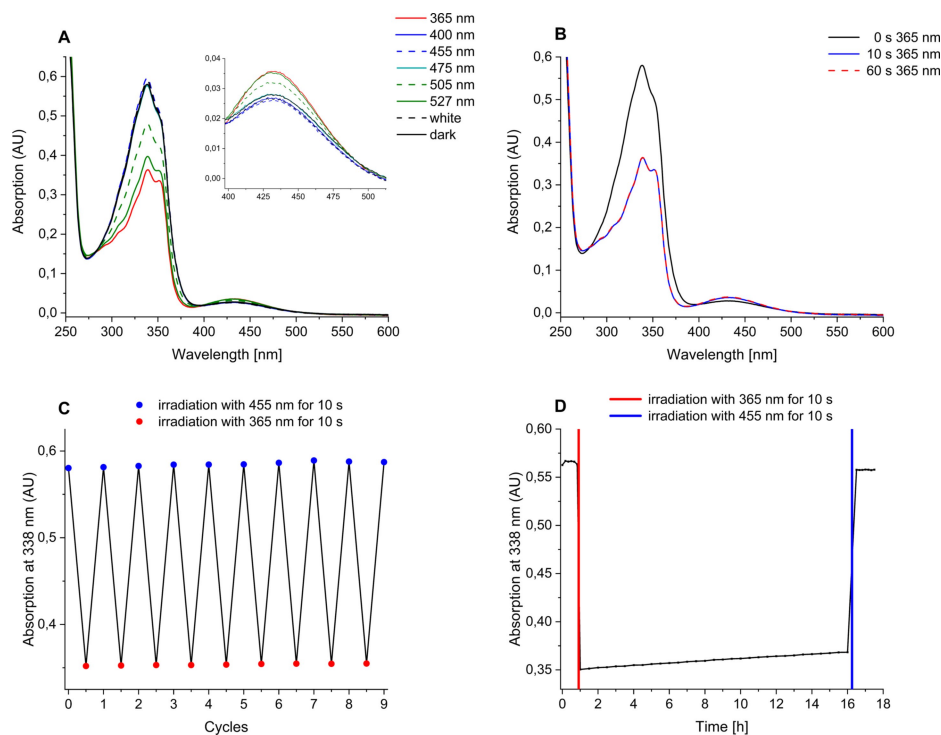 A
365 nm
400 nm
455 nm
475 nm
505 nm
527 nm
white
dark
0,04
0,03
0,02
0,01
0,00
400 450 500
0,6
0,5
0,4
0,3
0,2
0,1
0,0
Absorption (AU)
250 300 350 400 450 500 550 600
Wavelength [nm]
B
0 s 365 nm
10 s 365 nm
60 s 365 nm
0,6
0,5
0,4
0,3
0,2
0,1
0,0
Absorption (AU)
250 300 350 400 450 500 550 600
Wavelength [nm]
C
irradiation with 455 nm for 10 s
irradiation with 365 nm for 10 s
0,6
0,5
0,4
Absorption at 338 nm (AU)
0 1 2 3 4 5 6 7 8 9
Cycles
D
irradiation with 365 nm for 10 s
irradiation with 455 nm for 10 s
0,60
0,55
0,50
0,45
0,40
0,35
Absorption at 338 nm (AU)
0 2 4 6 8 10 12 14 16 18
Time [h]